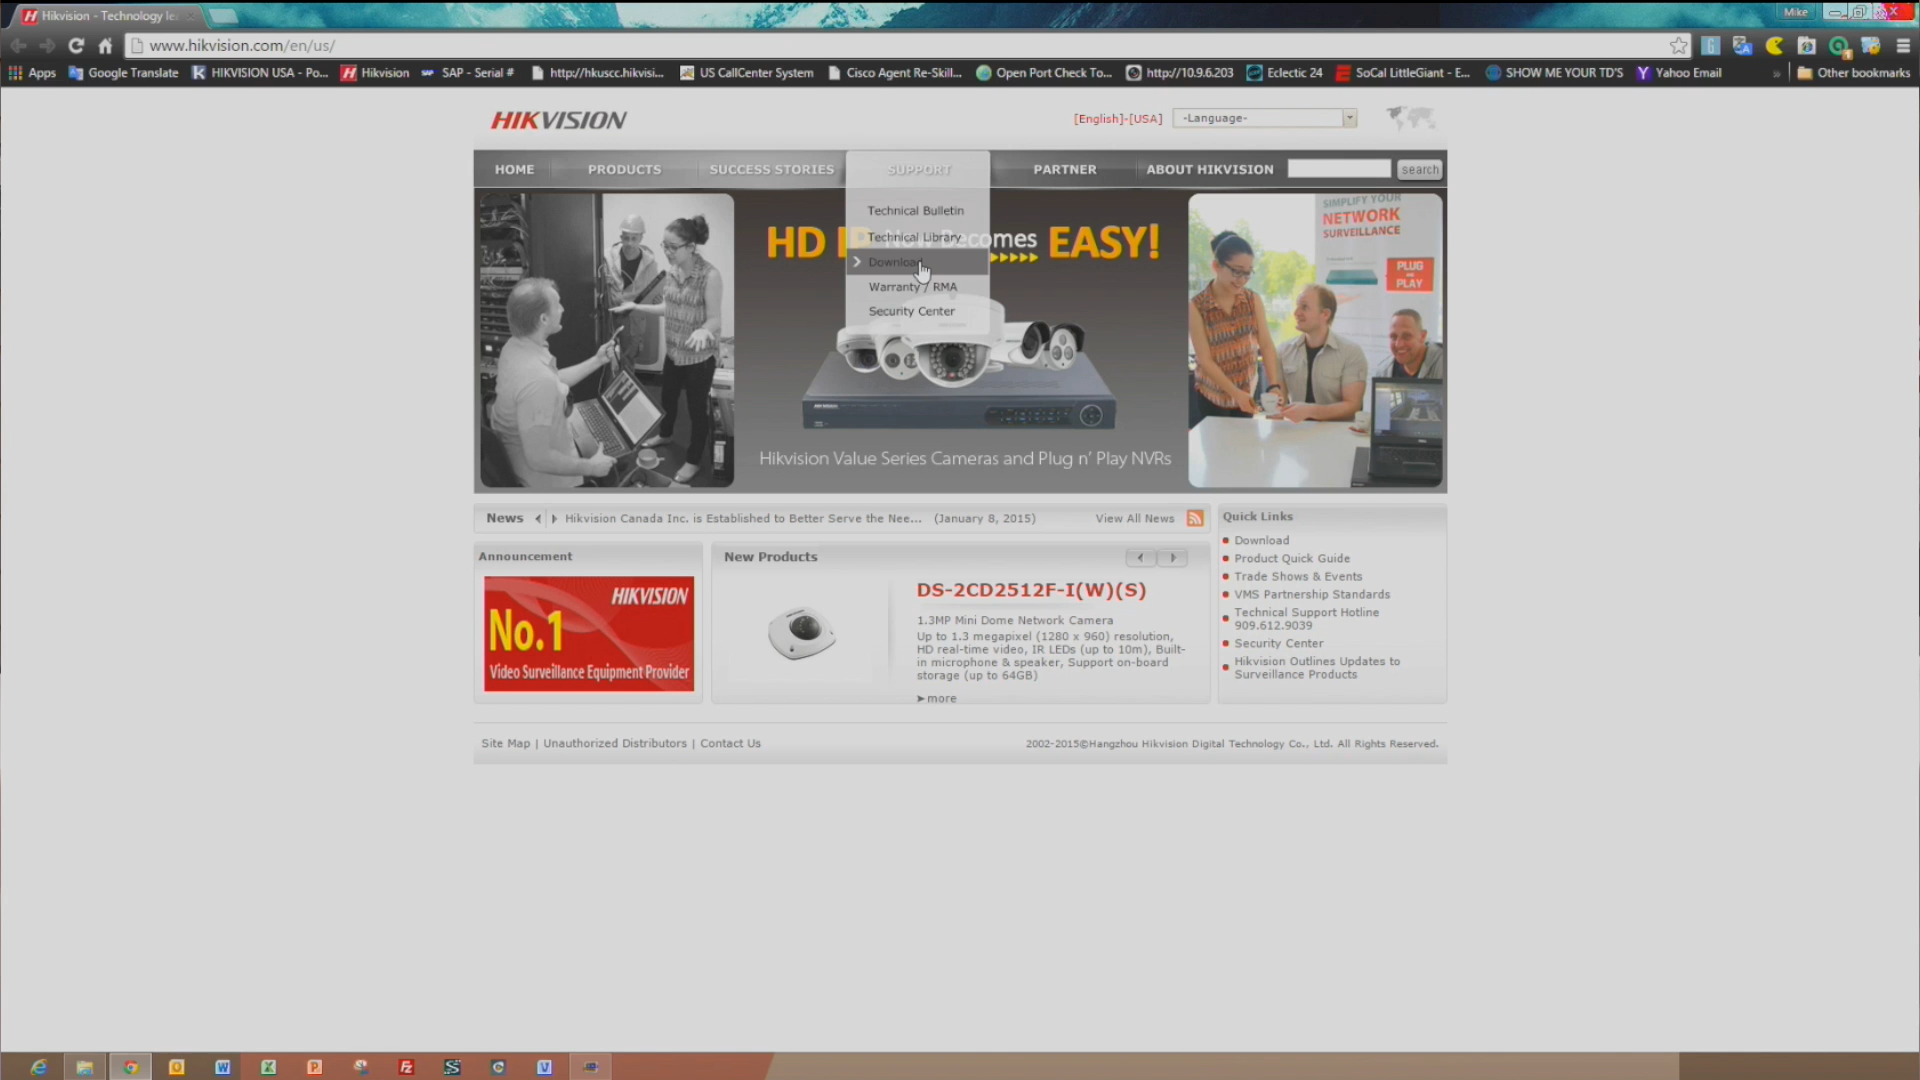 Hikvision - Technology le
Mike
www.hikvision.com/en/us/
Apps Google Translate HIKVISION USA - Po... Hikvision SAP - Serial # http://hkuscc.hikvisi... US CallCenter System Cisco Agent Re-Skill... Open Port Check To... http://10.9.6.203 Eclectic 24 SoCal LittleGiant - E... SHOW ME YOUR TD'S Yahoo Email » Other bookmarks
HIKVISION
[English]-[USA] -Language-
HOME PRODUCTS SUCCESS STORIES SUPPORT PARTNER ABOUT HIKVISION search
Technical Bulletin
Technical Library
Download
Warranty / RMA
Security Center
HD Now Becomes EASY!
SIMPLIFY YOUR
NETWORK
SURVEILLANCE
PLUG
PLAY
Hikvision Value Series Cameras and Plug n' Play NVRs
News Hikvision Canada Inc. is Established to Better Serve the Nee... (January 8, 2015) View All News
Quick Links
Download
Product Quick Guide
Trade Shows & Events
VMS Partnership Standards
Technical Support Hotline
909.612.9039
Security Center
Hikvision Outlines Updates to
Surveillance Products
Announcement
HIKVISION
No.1
Video Surveillance Equipment Provider
New Products
DS-2CD2512F-I(W)(S)
1.3MP Mini Dome Network Camera
Up to 1.3 megapixel (1280 x 960) resolution,
HD real-time video, IR LEDs (up to 10m), Built-
in microphone & speaker, Support on-board
storage (up to 64GB)
more
Site Map | Unauthorized Distributors | Contact Us
2002-2015©Hangzhou Hikvision Digital Technology Co., Ltd. All Rights Reserved.